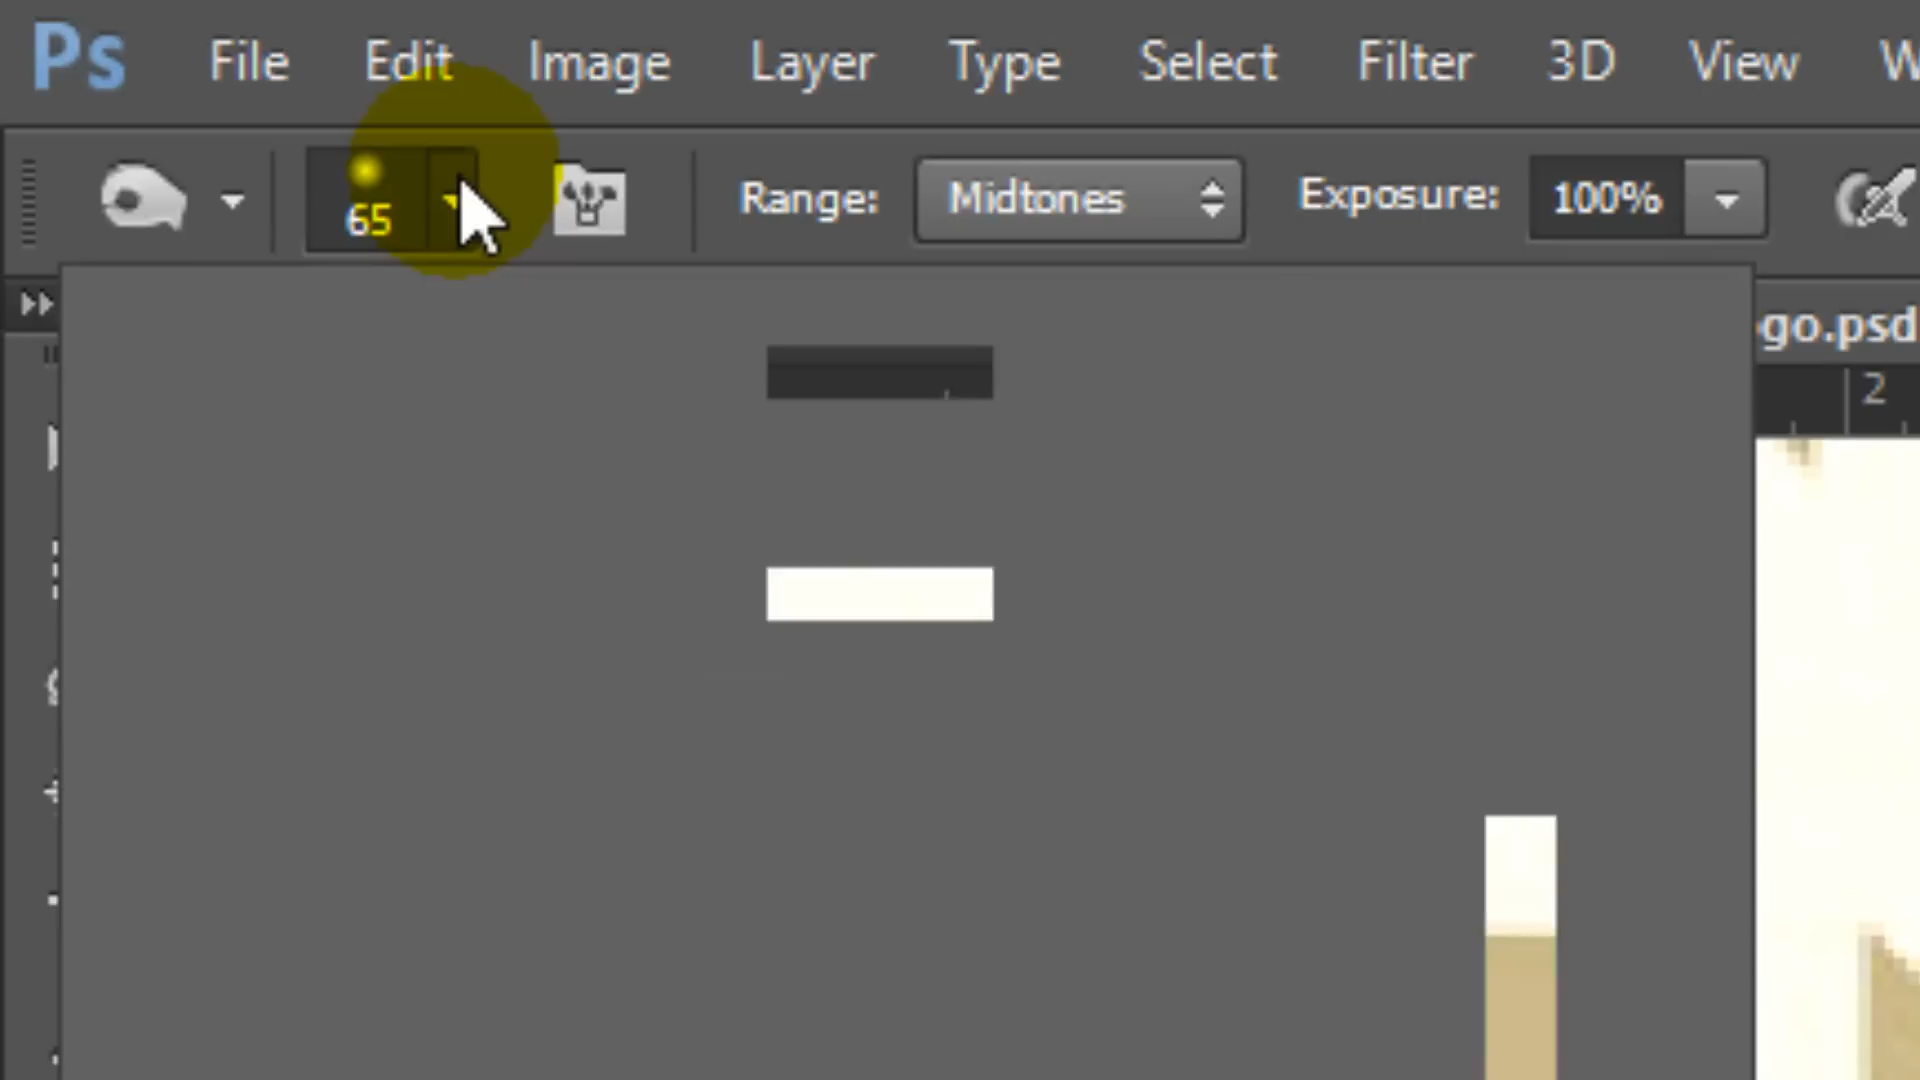 Ps File Edit Image Layer Type Select Filter 3D View
65 Range: Midtones Exposure: 100%
go.psd
2